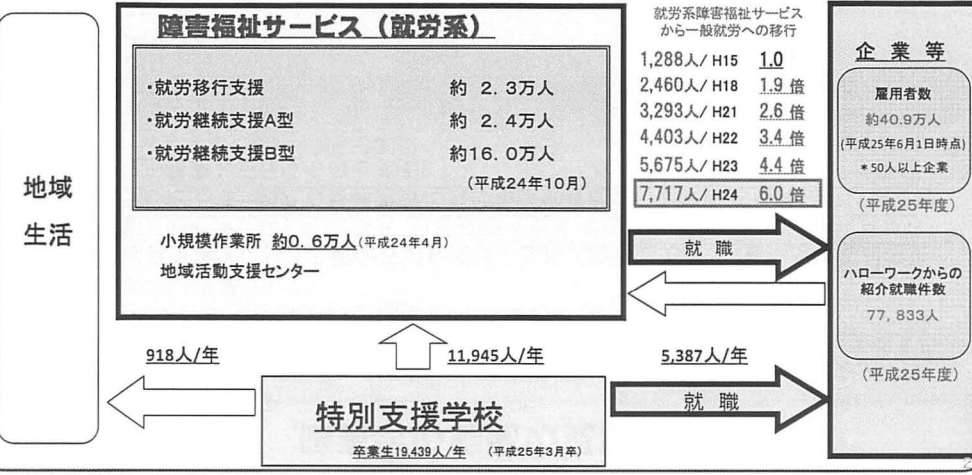 障害福祉サービス（就労系）
・就労移行支援　約　2．3万人
・就労継続支援A型　約　2．4万人
・就労継続支援B型　約16．0万人
(平成24年10月)
小規模作業所　約0．6万人(平成24年4月)
地域活動支援センター
就労系障害福祉サービス
から一般就労への移行
1,288人/ H15　1.0
2,460人/ H18　1.9 倍
3,293人/ H21　2.6 倍
4,403人/ H22　3.4 倍
5,675人/ H23　4.4 倍
7,717人/ H24　6.0 倍
就　職
企　業　等
雇用者数
約40.9万人
(平成25年6月1日時点)
＊50人以上企業
(平成25年度)
ハローワークからの
紹介就職件数
77，833人
(平成25年度)
地域
生活
918人/年
11,945人/年
5,387人/年
就　職
特別支援学校
卒業生19,439人/年　(平成25年3月卒)